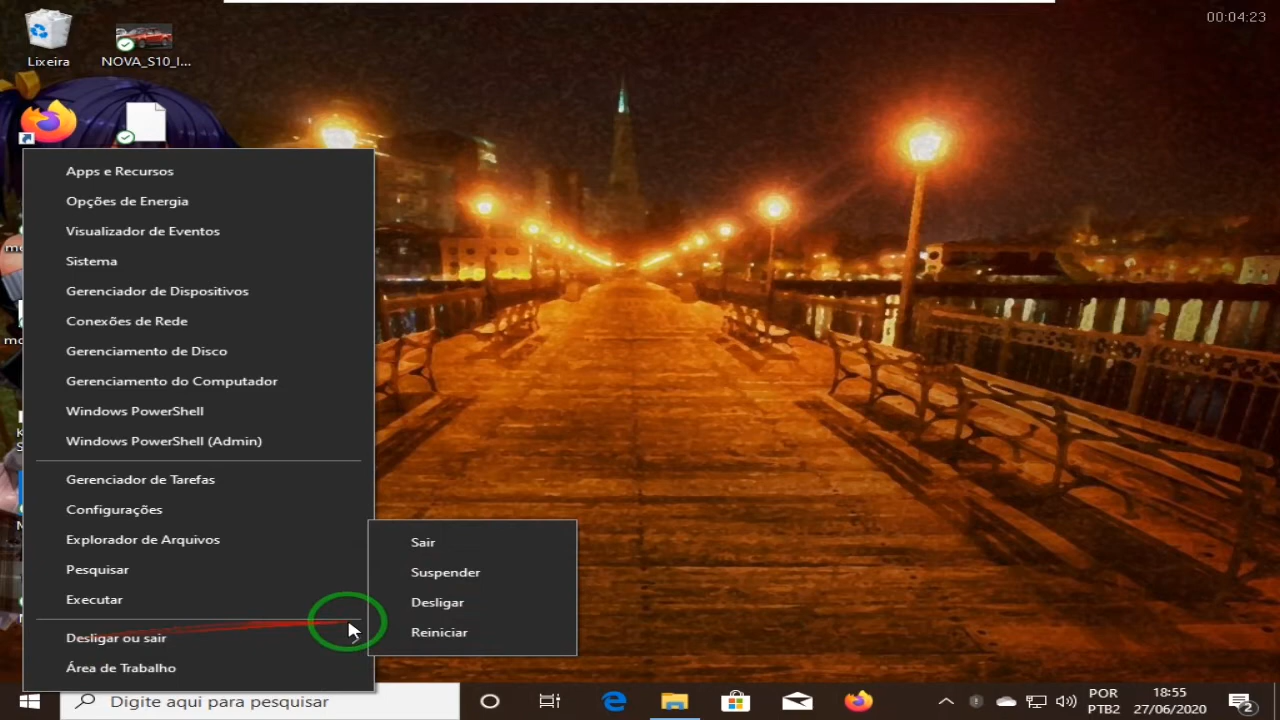 00:04:23
Lixeira
NOVA_S10_I...
Apps e Recursos
Opções de Energia
Visualizador de Eventos
Sistema
Gerenciador de Dispositivos
Conexões de Rede
Gerenciamento de Disco
Gerenciamento do Computador
Windows PowerShell
Windows PowerShell (Admin)
Gerenciador de Tarefas
Configurações
Explorador de Arquivos
Pesquisar
Executar
Desligar ou sair
Área de Trabalho
Sair
Suspender
Desligar
Reiniciar
Digite aqui para pesquisar
POR
PTB2
18:55
27/06/2020
2